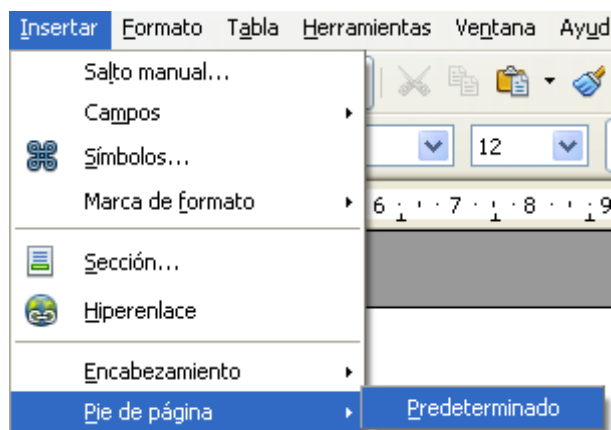 Insertar Formato Tabla Herramientas Ventana Ayud
Salto manual...
Campos
Símbolos...
12
Marca de formato
6 7 8 9
Sección...
Hiperenlace
Encabezamiento
Pie de página
Predeterminado